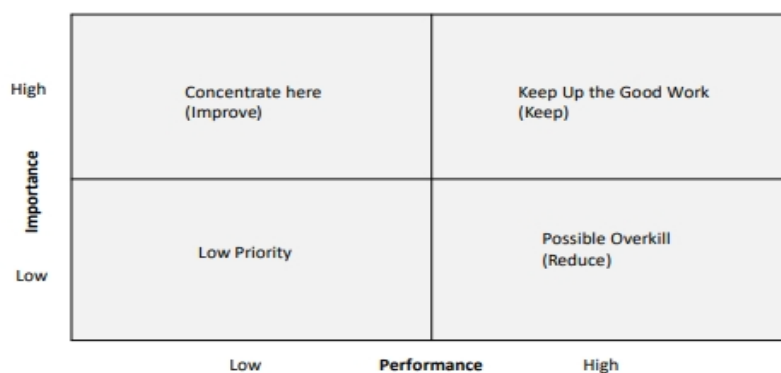 High
Concentrate here
(Improve)
Keep Up the Good Work
(Keep)
Importance
Low
Low Priority
Possible Overkill
(Reduce)
Low
Performance
High